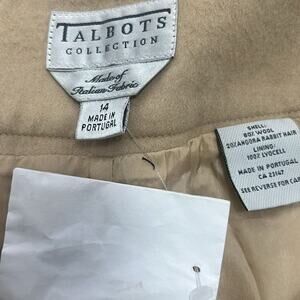 TALBOTS
COLLECTION
Made of
Italian Fabric
14
MADE IN
PORTUGAL
SHELL:
80% WOOL
20% ANGORA RABBIT HAIR
LINING:
100% LYOCELL
MADE IN PORTUGAL
CA 23147
SEE REVERSE FOR CAR